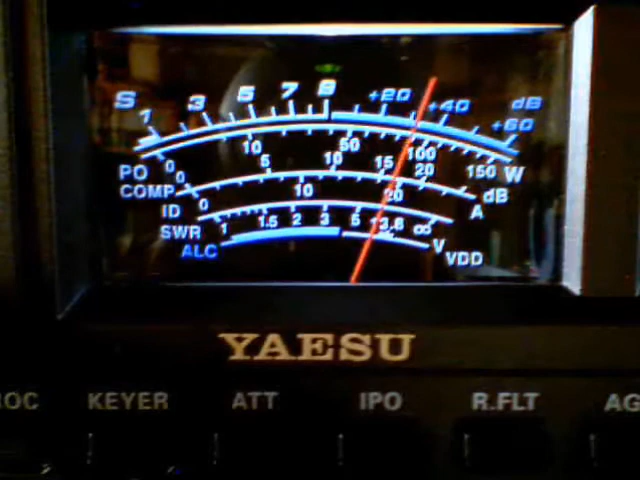 S 1 3 5 7 9 +20 +40 +60 dB
PO 0 10 50 100 150 W
COMP 0 5 10 15 20 dB
ID 0 10 20 A
SWR 1 1.5 2 3 5 ∞
ALC 13.8 V
VDD
YAESU
KEYER ATT IPO R.FLT AG